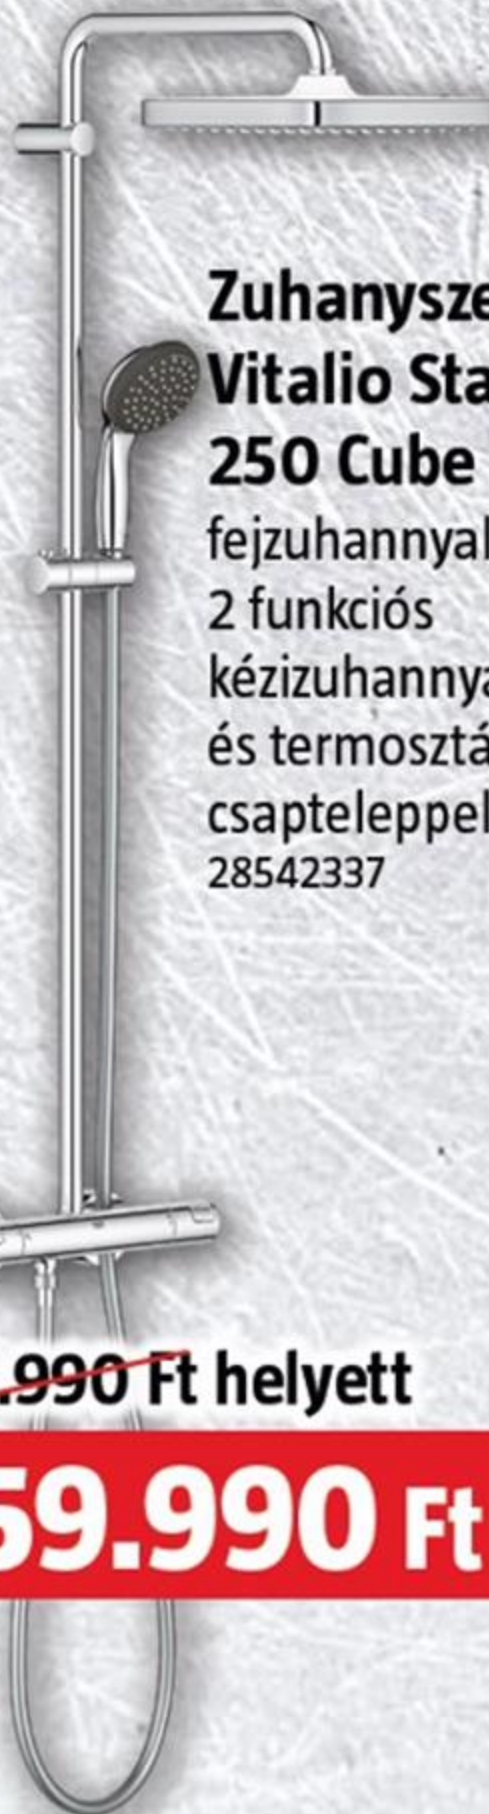 Zuhanysze
Vitalio Sta
250 Cube
fejzuhannyal
2 funkciós
kézizuhannya
és termosztá
csapteleppel
28542337
.990 Ft helyett
59.990 Ft